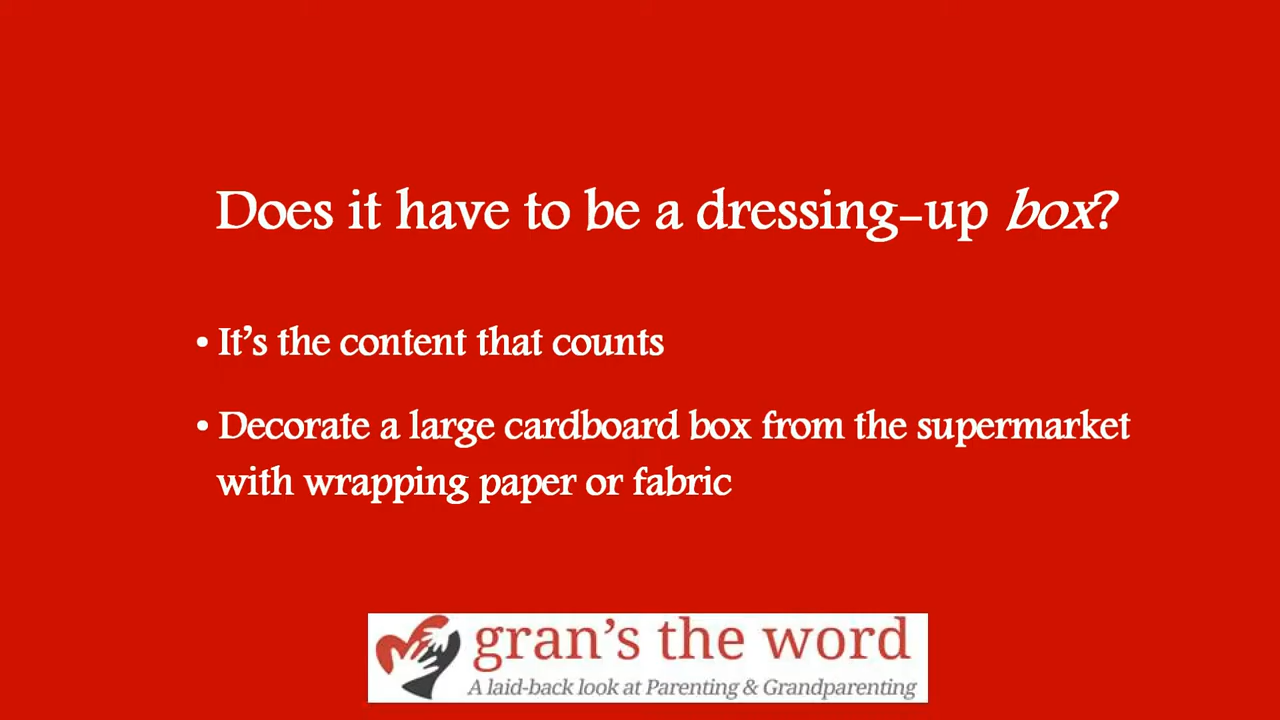 Does it have to be a dressing-up box?
• It’s the content that counts
• Decorate a large cardboard box from the supermarket
with wrapping paper or fabric
gran’s the word
A laid-back look at Parenting & Grandparenting